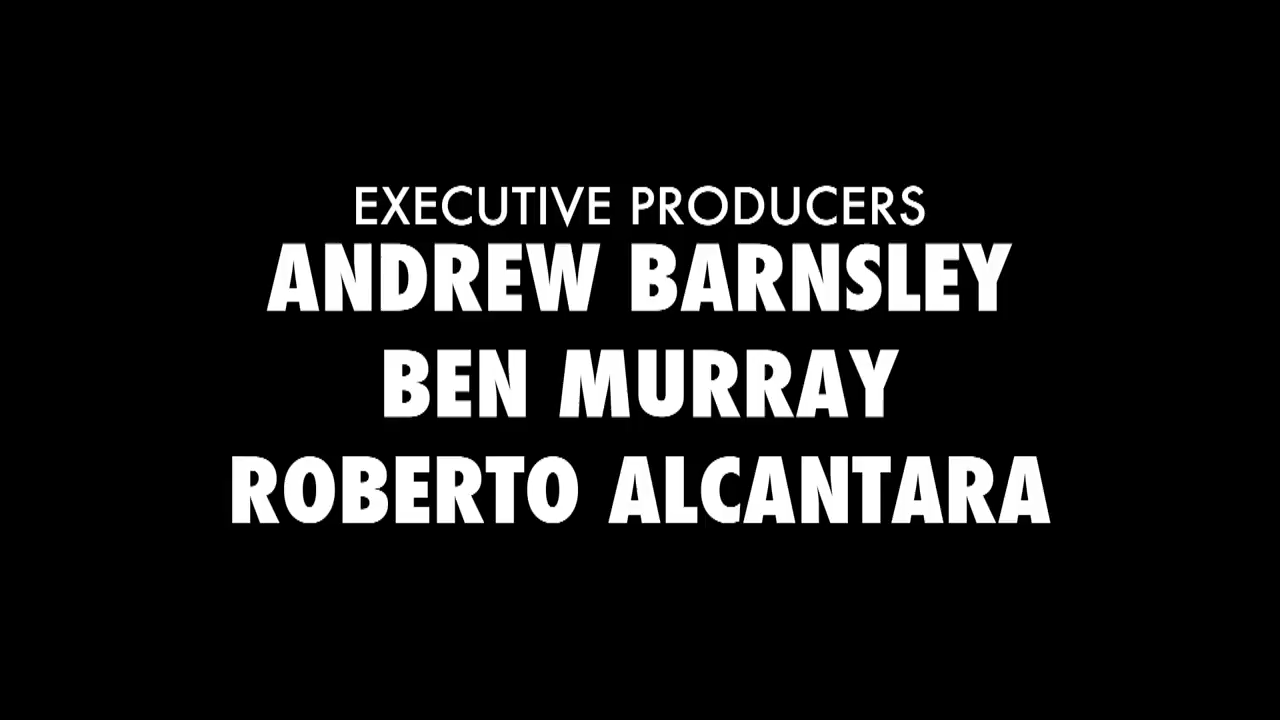 EXECUTIVE PRODUCERS
ANDREW BARNSLEY
BEN MURRAY
ROBERTO ALCANTARA